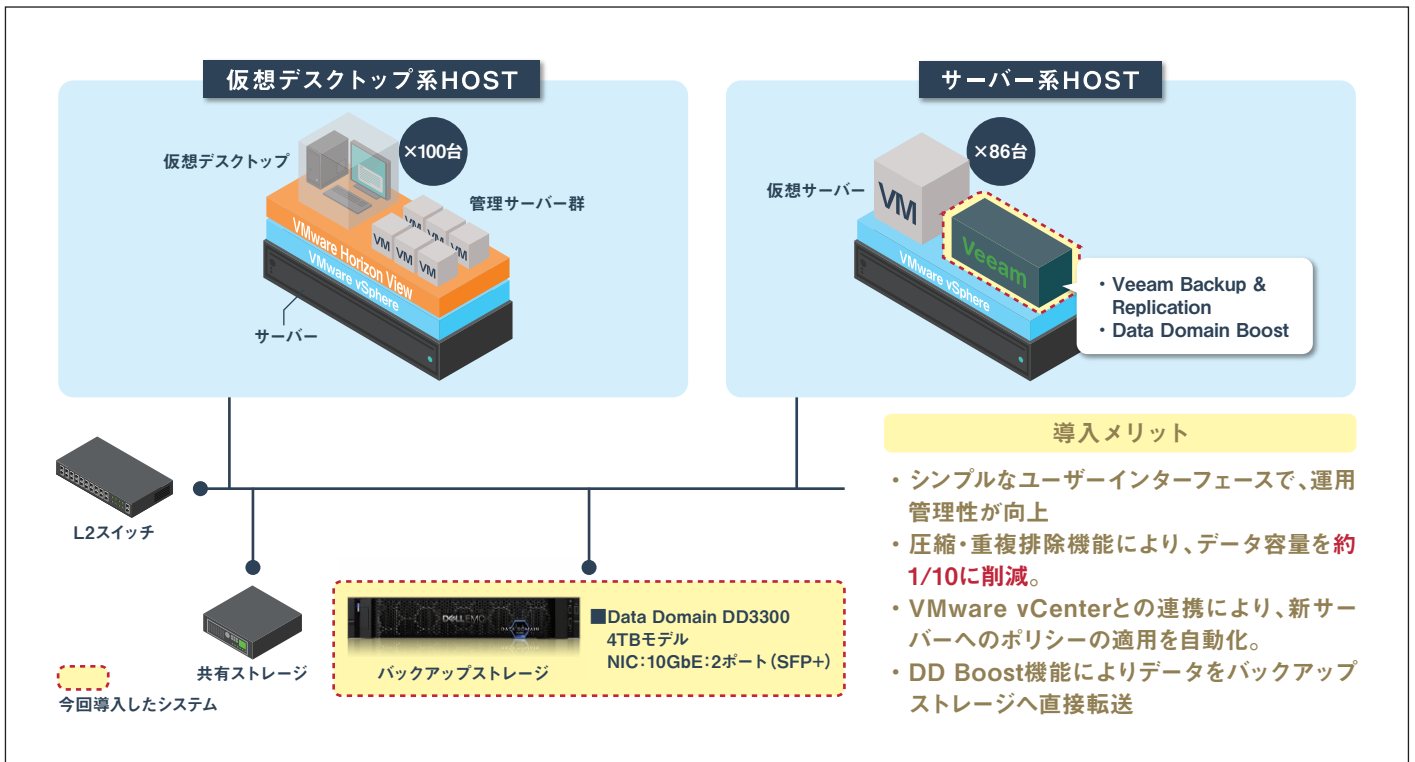 仮想デスクトップ系HOST
仮想デスクトップ
×100台
管理サーバー群
VM
VM
VM
VM
VM
VM
VMware Horizon View
VMware vSphere
サーバー
サーバー系HOST
仮想サーバー
×86台
VM
Veeam
VMware vSphere
・Veeam Backup &
Replication
・Data Domain Boost
L2スイッチ
共有ストレージ
DELLEMC
DATA DOMAIN
バックアップストレージ
■Data Domain DD3300
4TBモデル
NIC：10GbE：2ポート（SFP+）
今回導入したシステム
導入メリット
・シンプルなユーザーインターフェースで、運用
管理性が向上
・圧縮・重複排除機能により、データ容量を約
1/10に削減。
・VMware vCenterとの連携により、新サー
バーへのポリシーの適用を自動化。
・DD Boost機能によりデータをバックアップ
ストレージへ直接転送